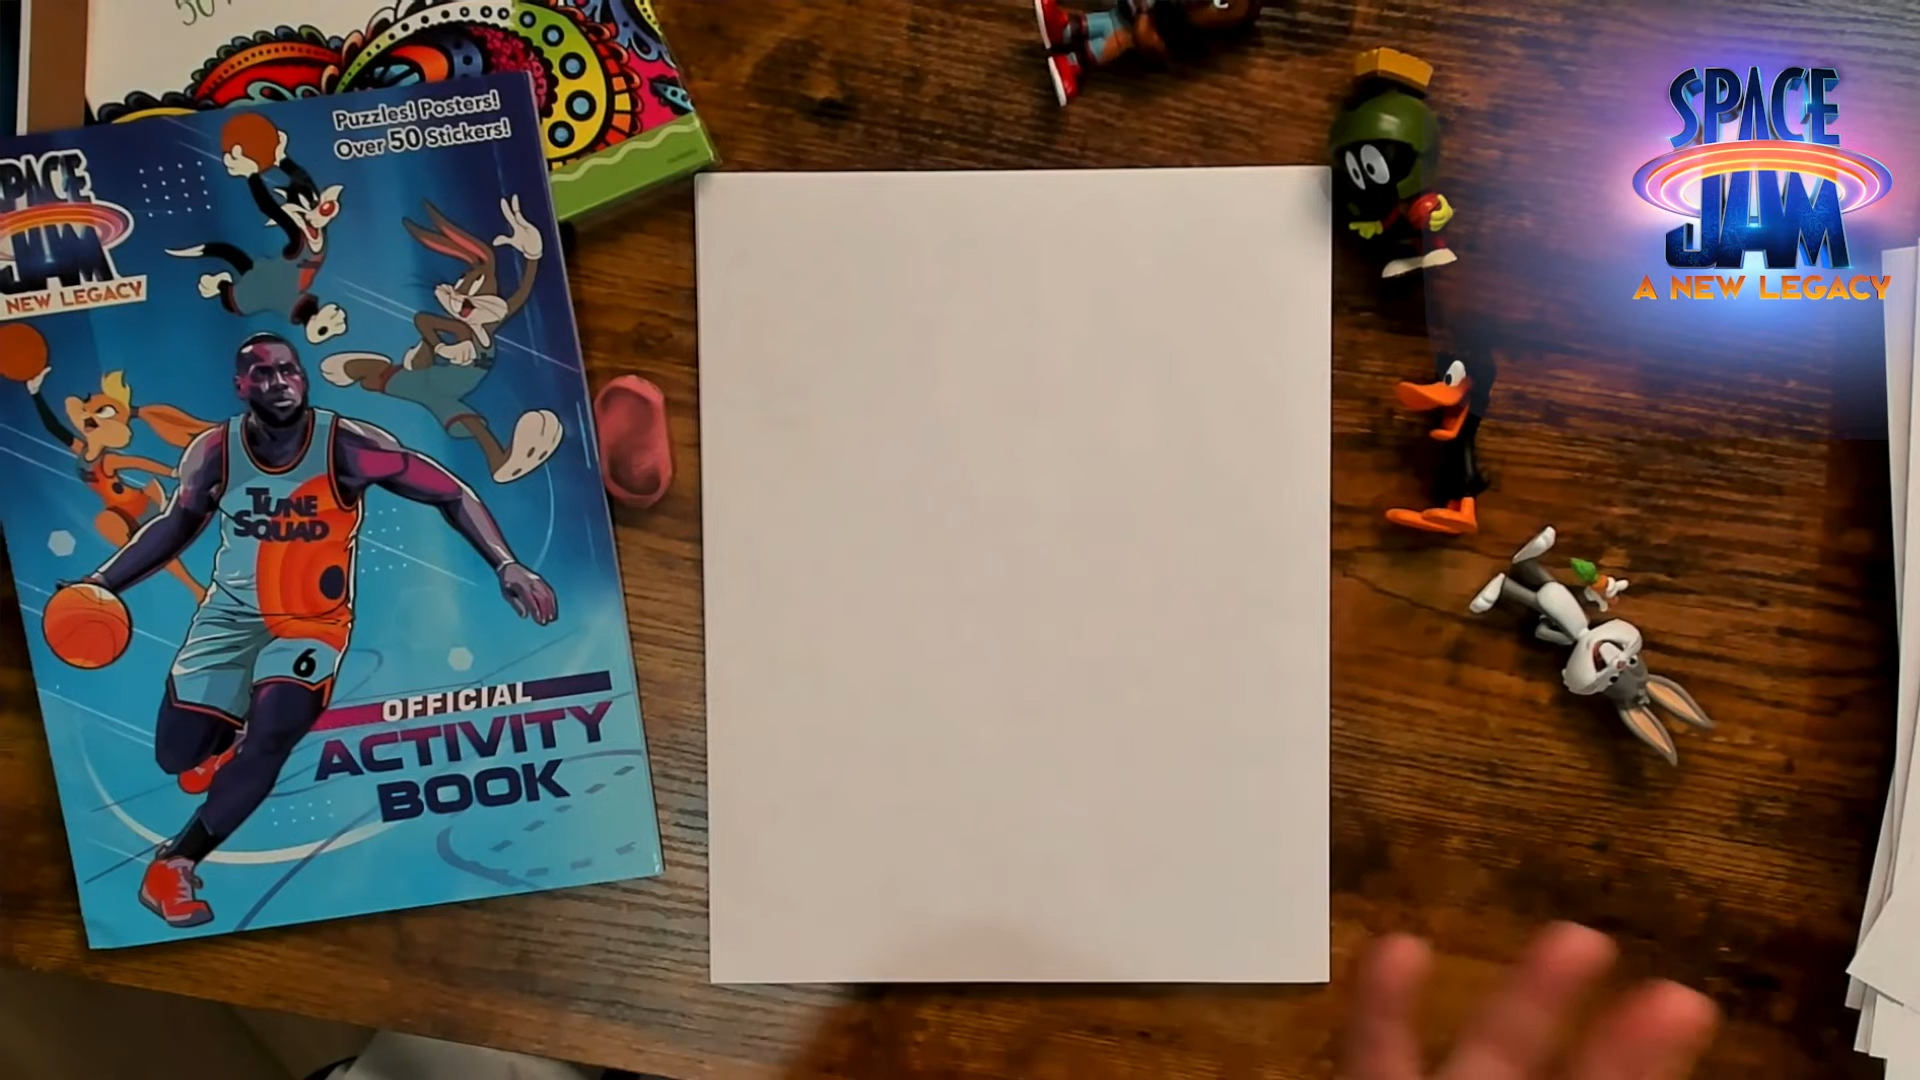 Puzzles! Posters!
Over 50 Stickers!
SPACE
JAM
NEW LEGACY
TUNE
SQUAD
6
OFFICIAL
ACTIVITY
BOOK
SPACE
JAM
A NEW LEGACY